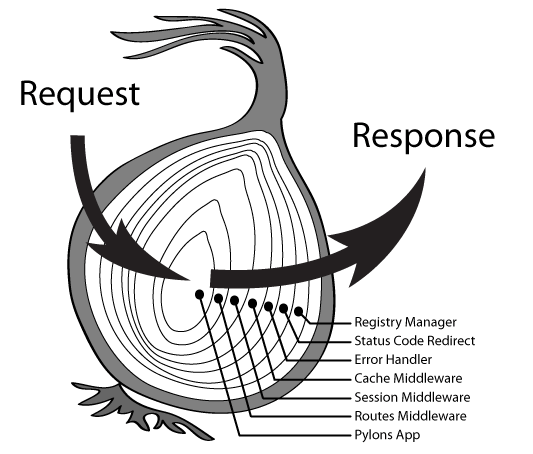 Request
Response
Registry Manager
Status Code Redirect
Error Handler
Cache Middleware
Session Middleware
Routes Middleware
Pylons App